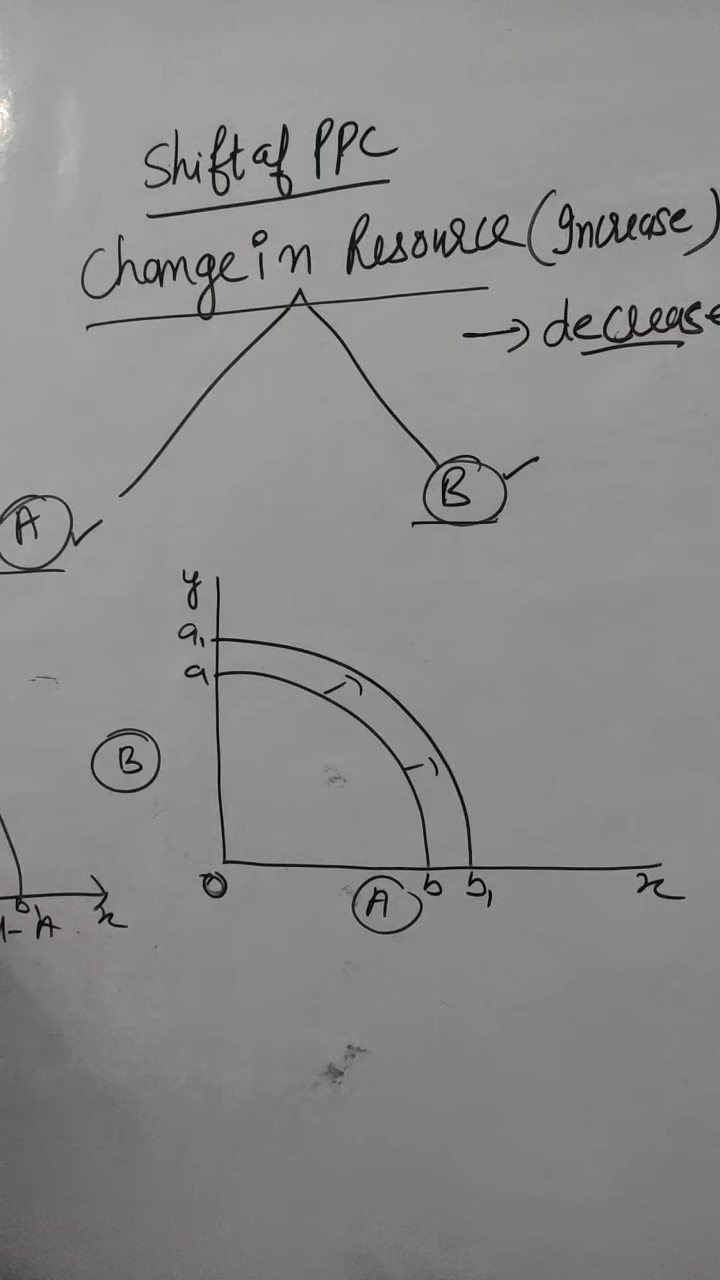 Shift of PPC
Change in Resource (Increase)
→ decrease
A ✓
B ✓
y
a₁
a
B
O
A
b
b₁
x
x